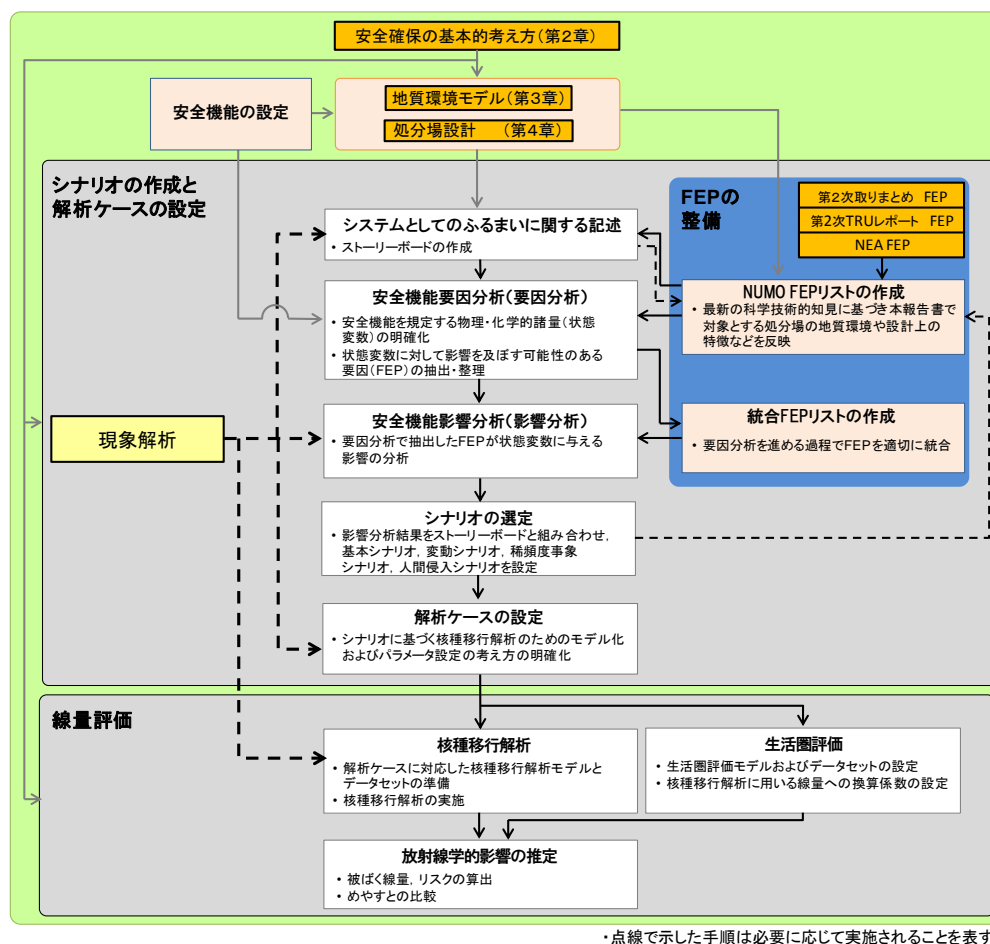 安全確保の基本的考え方(第2章)
安全機能の設定
地質環境モデル(第3章)
処分場設計　(第4章)
シナリオの作成と
解析ケースの設定
システムとしてのふるまいに関する記述
・ストーリーボードの作成
安全機能要因分析(要因分析)
・安全機能を規定する物理・化学的諸量(状態
変数)の明確化
・状態変数に対して影響を及ぼす可能性のある
要因(FEP)の抽出・整理
安全機能影響分析(影響分析)
・要因分析で抽出したFEPが状態変数に与える
影響の分析
シナリオの選定
・影響分析結果をストーリーボードと組み合わせ,
基本シナリオ, 変動シナリオ, 稀頻度事象
シナリオ, 人間侵入シナリオを設定
解析ケースの設定
・シナリオに基づく核種移行解析のためのモデル化
およびパラメータ設定の考え方の明確化
FEPの
整備
第2次取りまとめ FEP
第2次TRUレポート FEP
NEA FEP
NUMO FEPリストの作成
・最新の科学技術的知見に基づき本報告書で
対象とする処分場の地質環境や設計上の
特徴などを反映
統合FEPリストの作成
・要因分析を進める過程でFEPを適切に統合
現象解析
線量評価
核種移行解析
・解析ケースに対応した核種移行解析モデルと
データセットの準備
・核種移行解析の実施
生活圏評価
・生活圏評価モデルおよびデータセットの設定
・核種移行解析に用いる線量への換算係数の設定
放射線学的影響の推定
・被ばく線量, リスクの算出
・めやすとの比較
・点線で示した手順は必要に応じて実施されることを表す